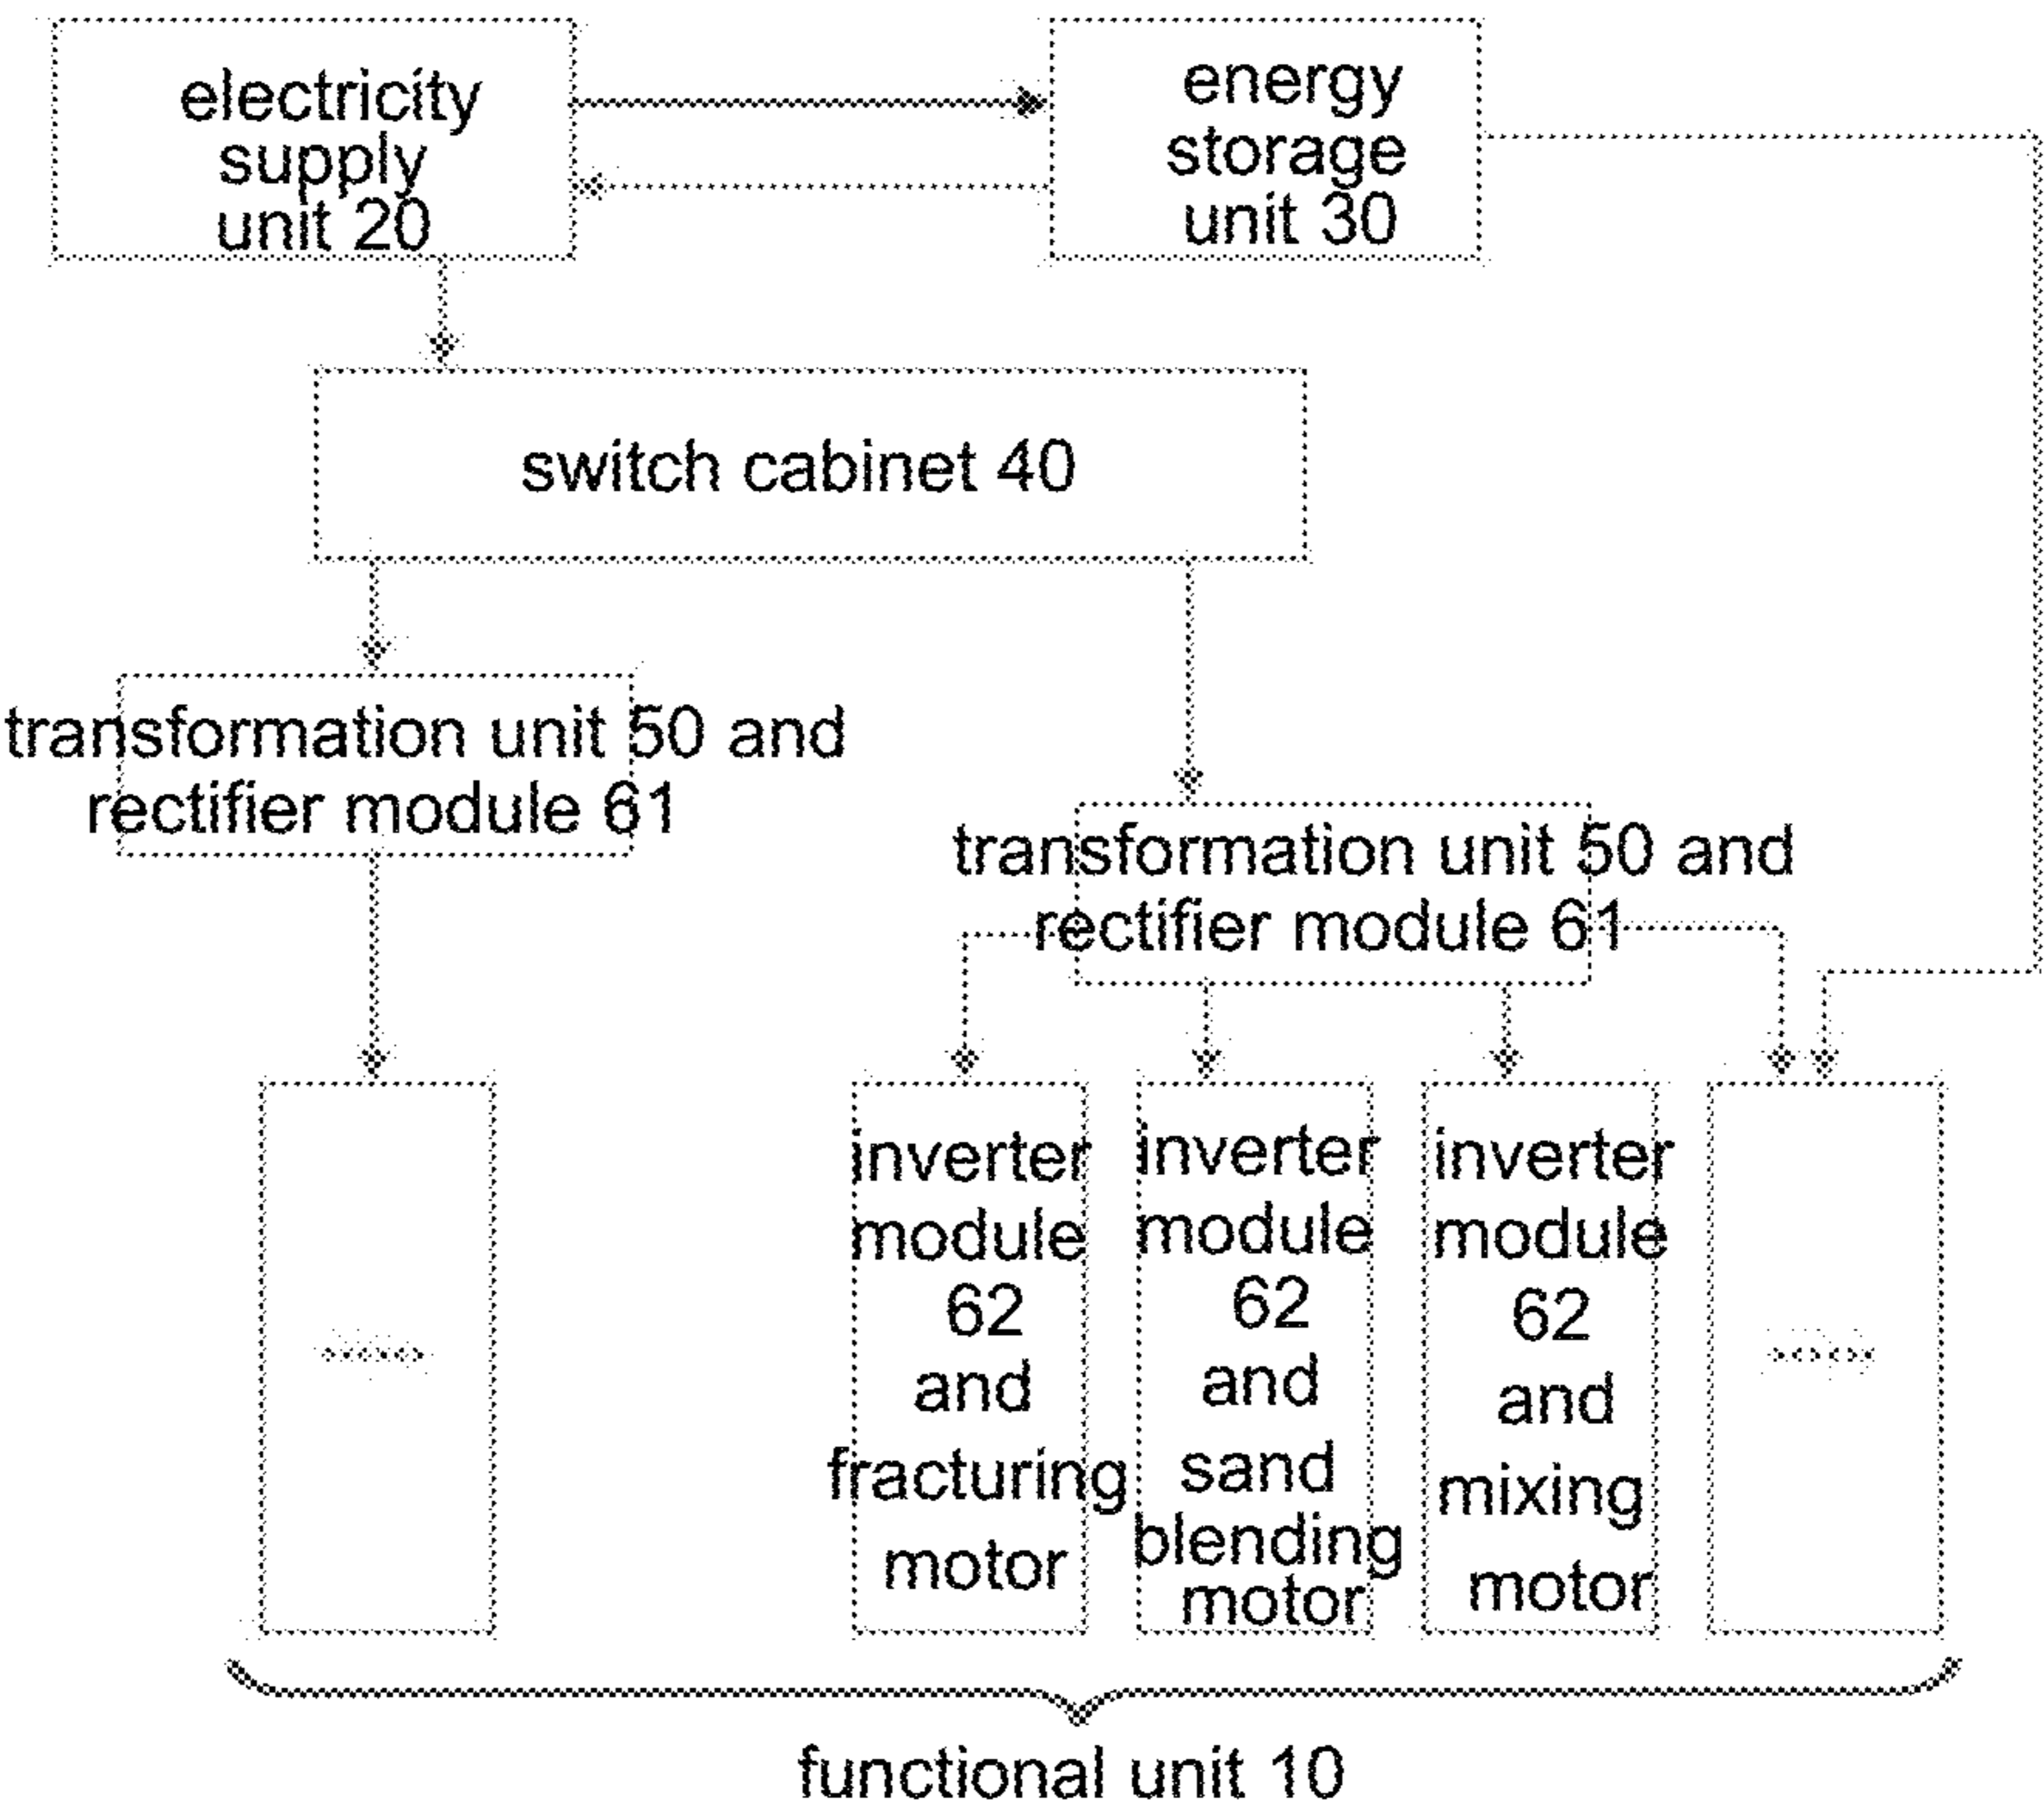 electricity
supply
unit 20
energy
storage
unit 30
switch cabinet 40
transformation unit 50 and
rectifier module 61
transformation unit 50 and
rectifier module 61
inverter
module
62
and
fracturing
motor
inverter
module
62
and
sand
blending
motor
inverter
module
62
and
mixing
motor
functional unit 10